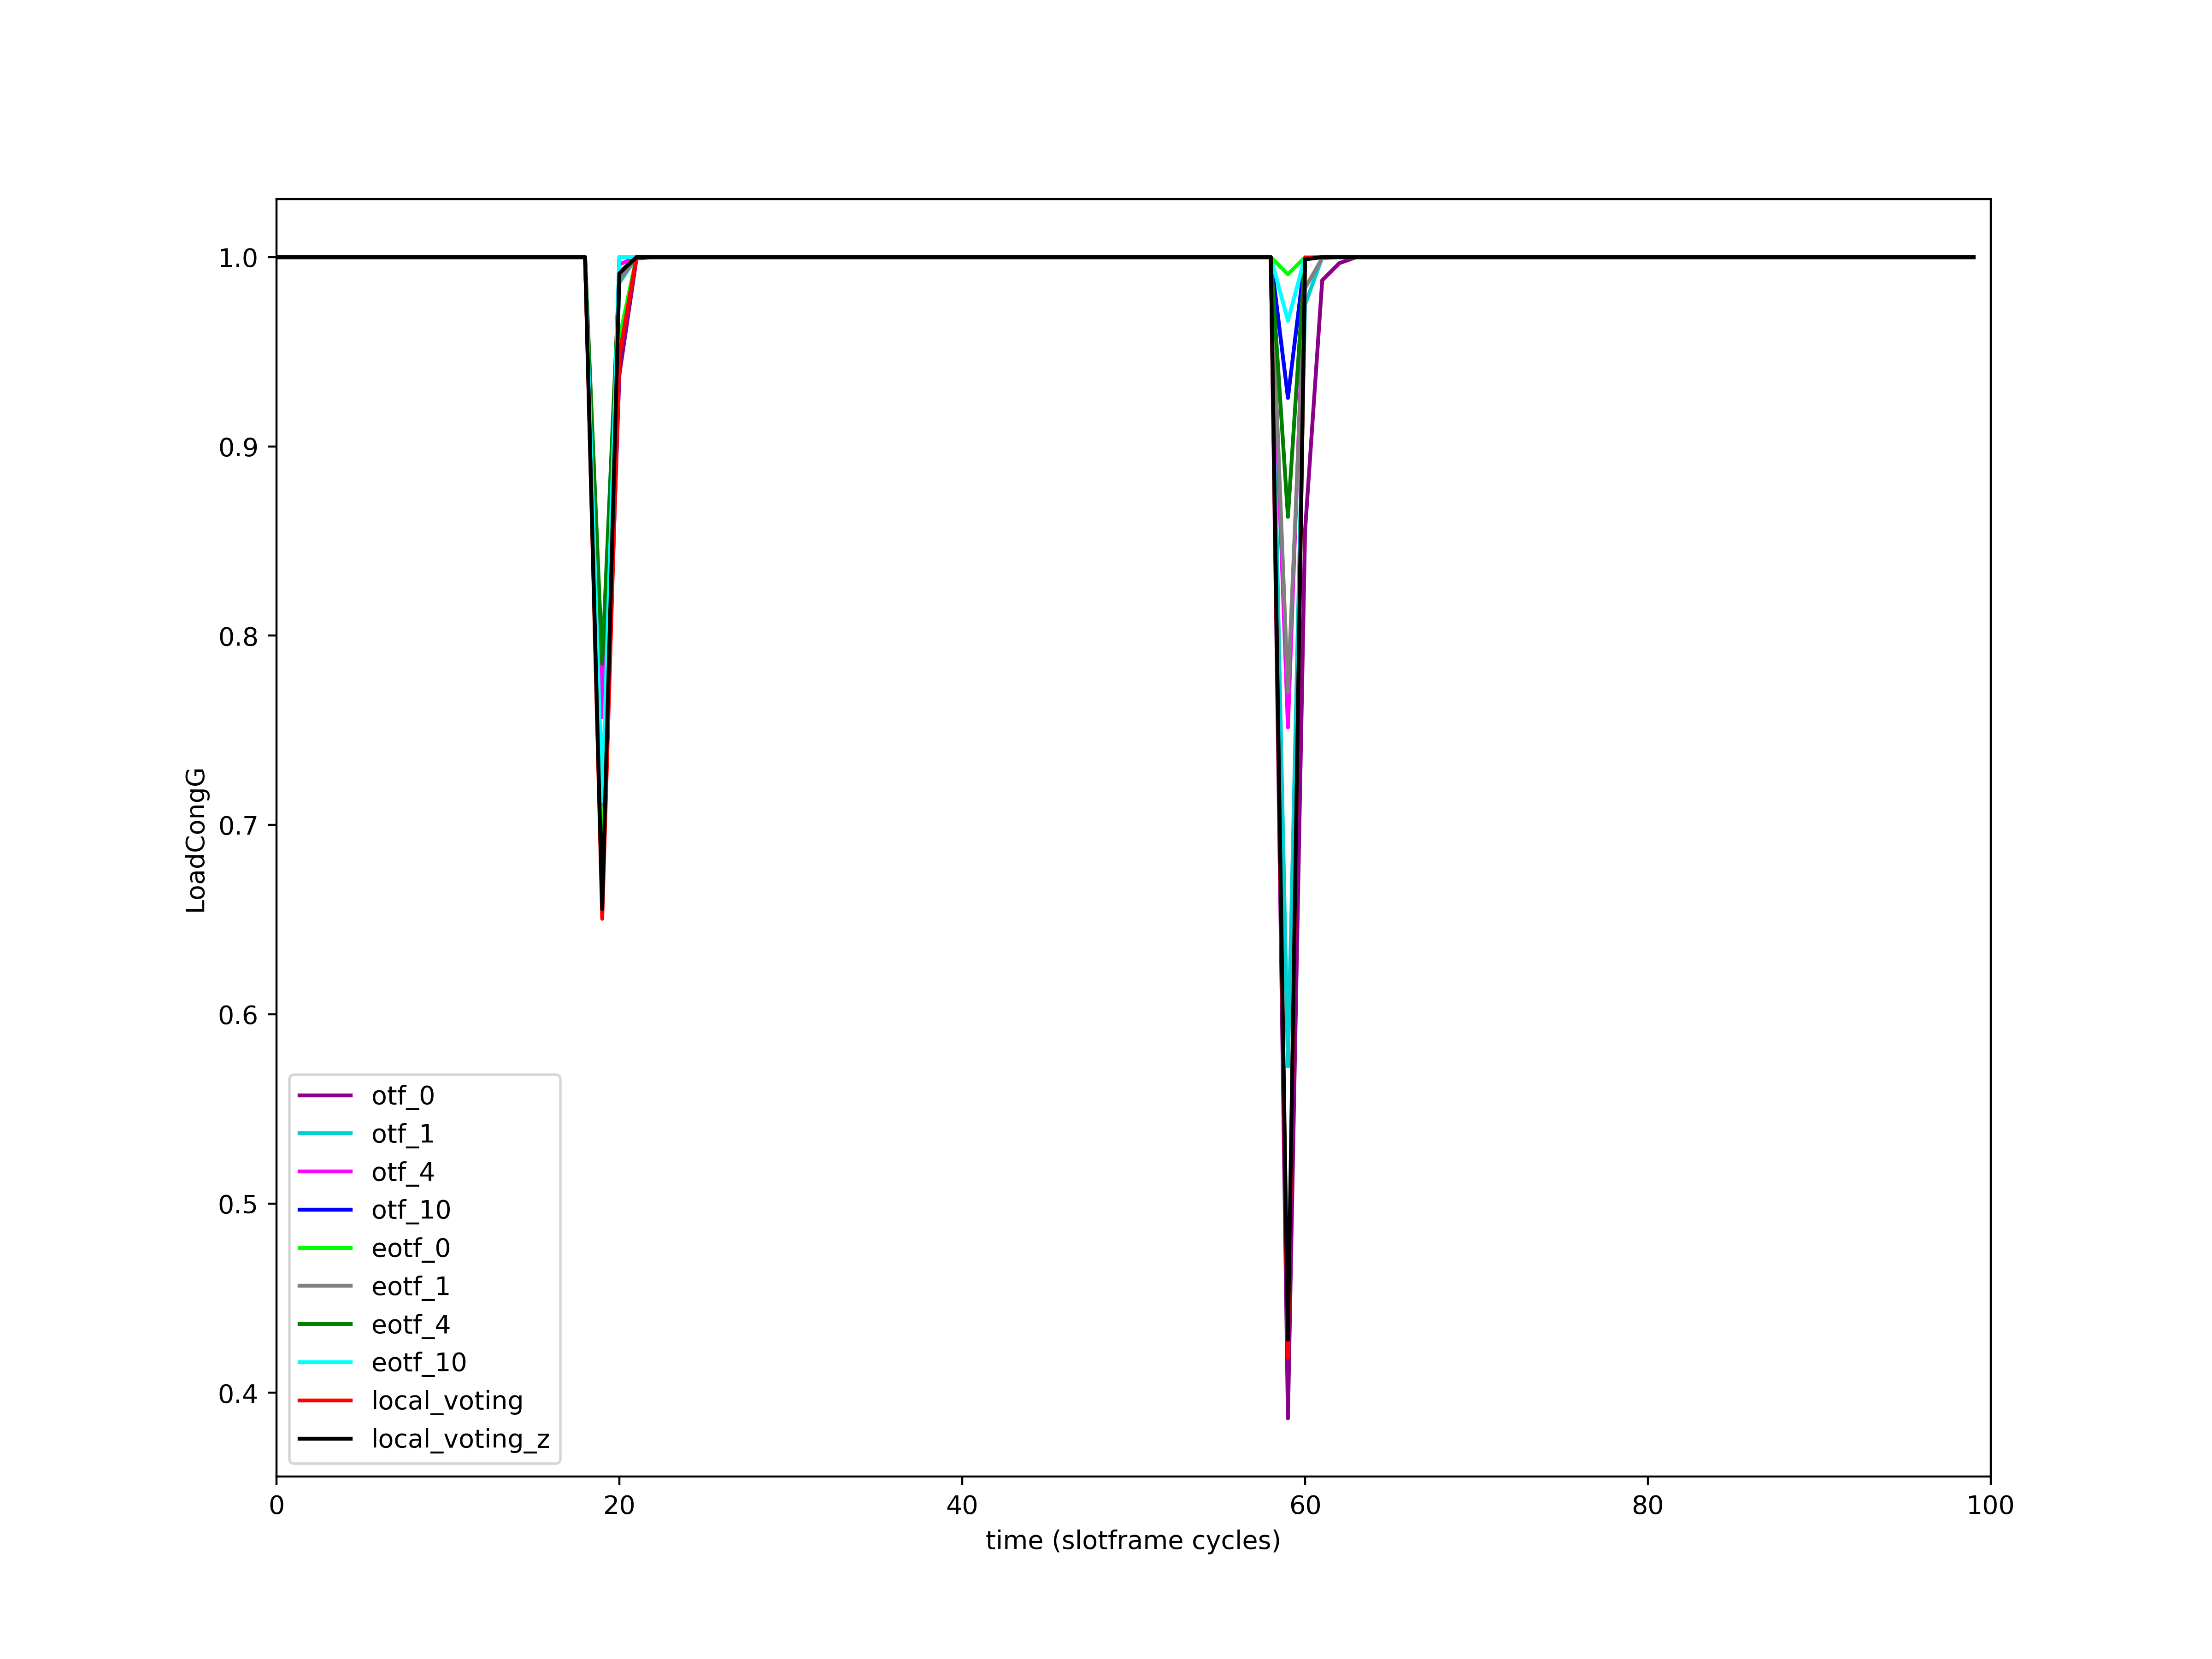 1.0
0.9
0.8
0.7
0.6
0.5
0.4
LoadCongG
otf_0
otf_1
otf_4
otf_10
eotf_0
eotf_1
eotf_4
eotf_10
local_voting
local_voting_z
0 20 40 60 80 100
time (slotframe cycles)